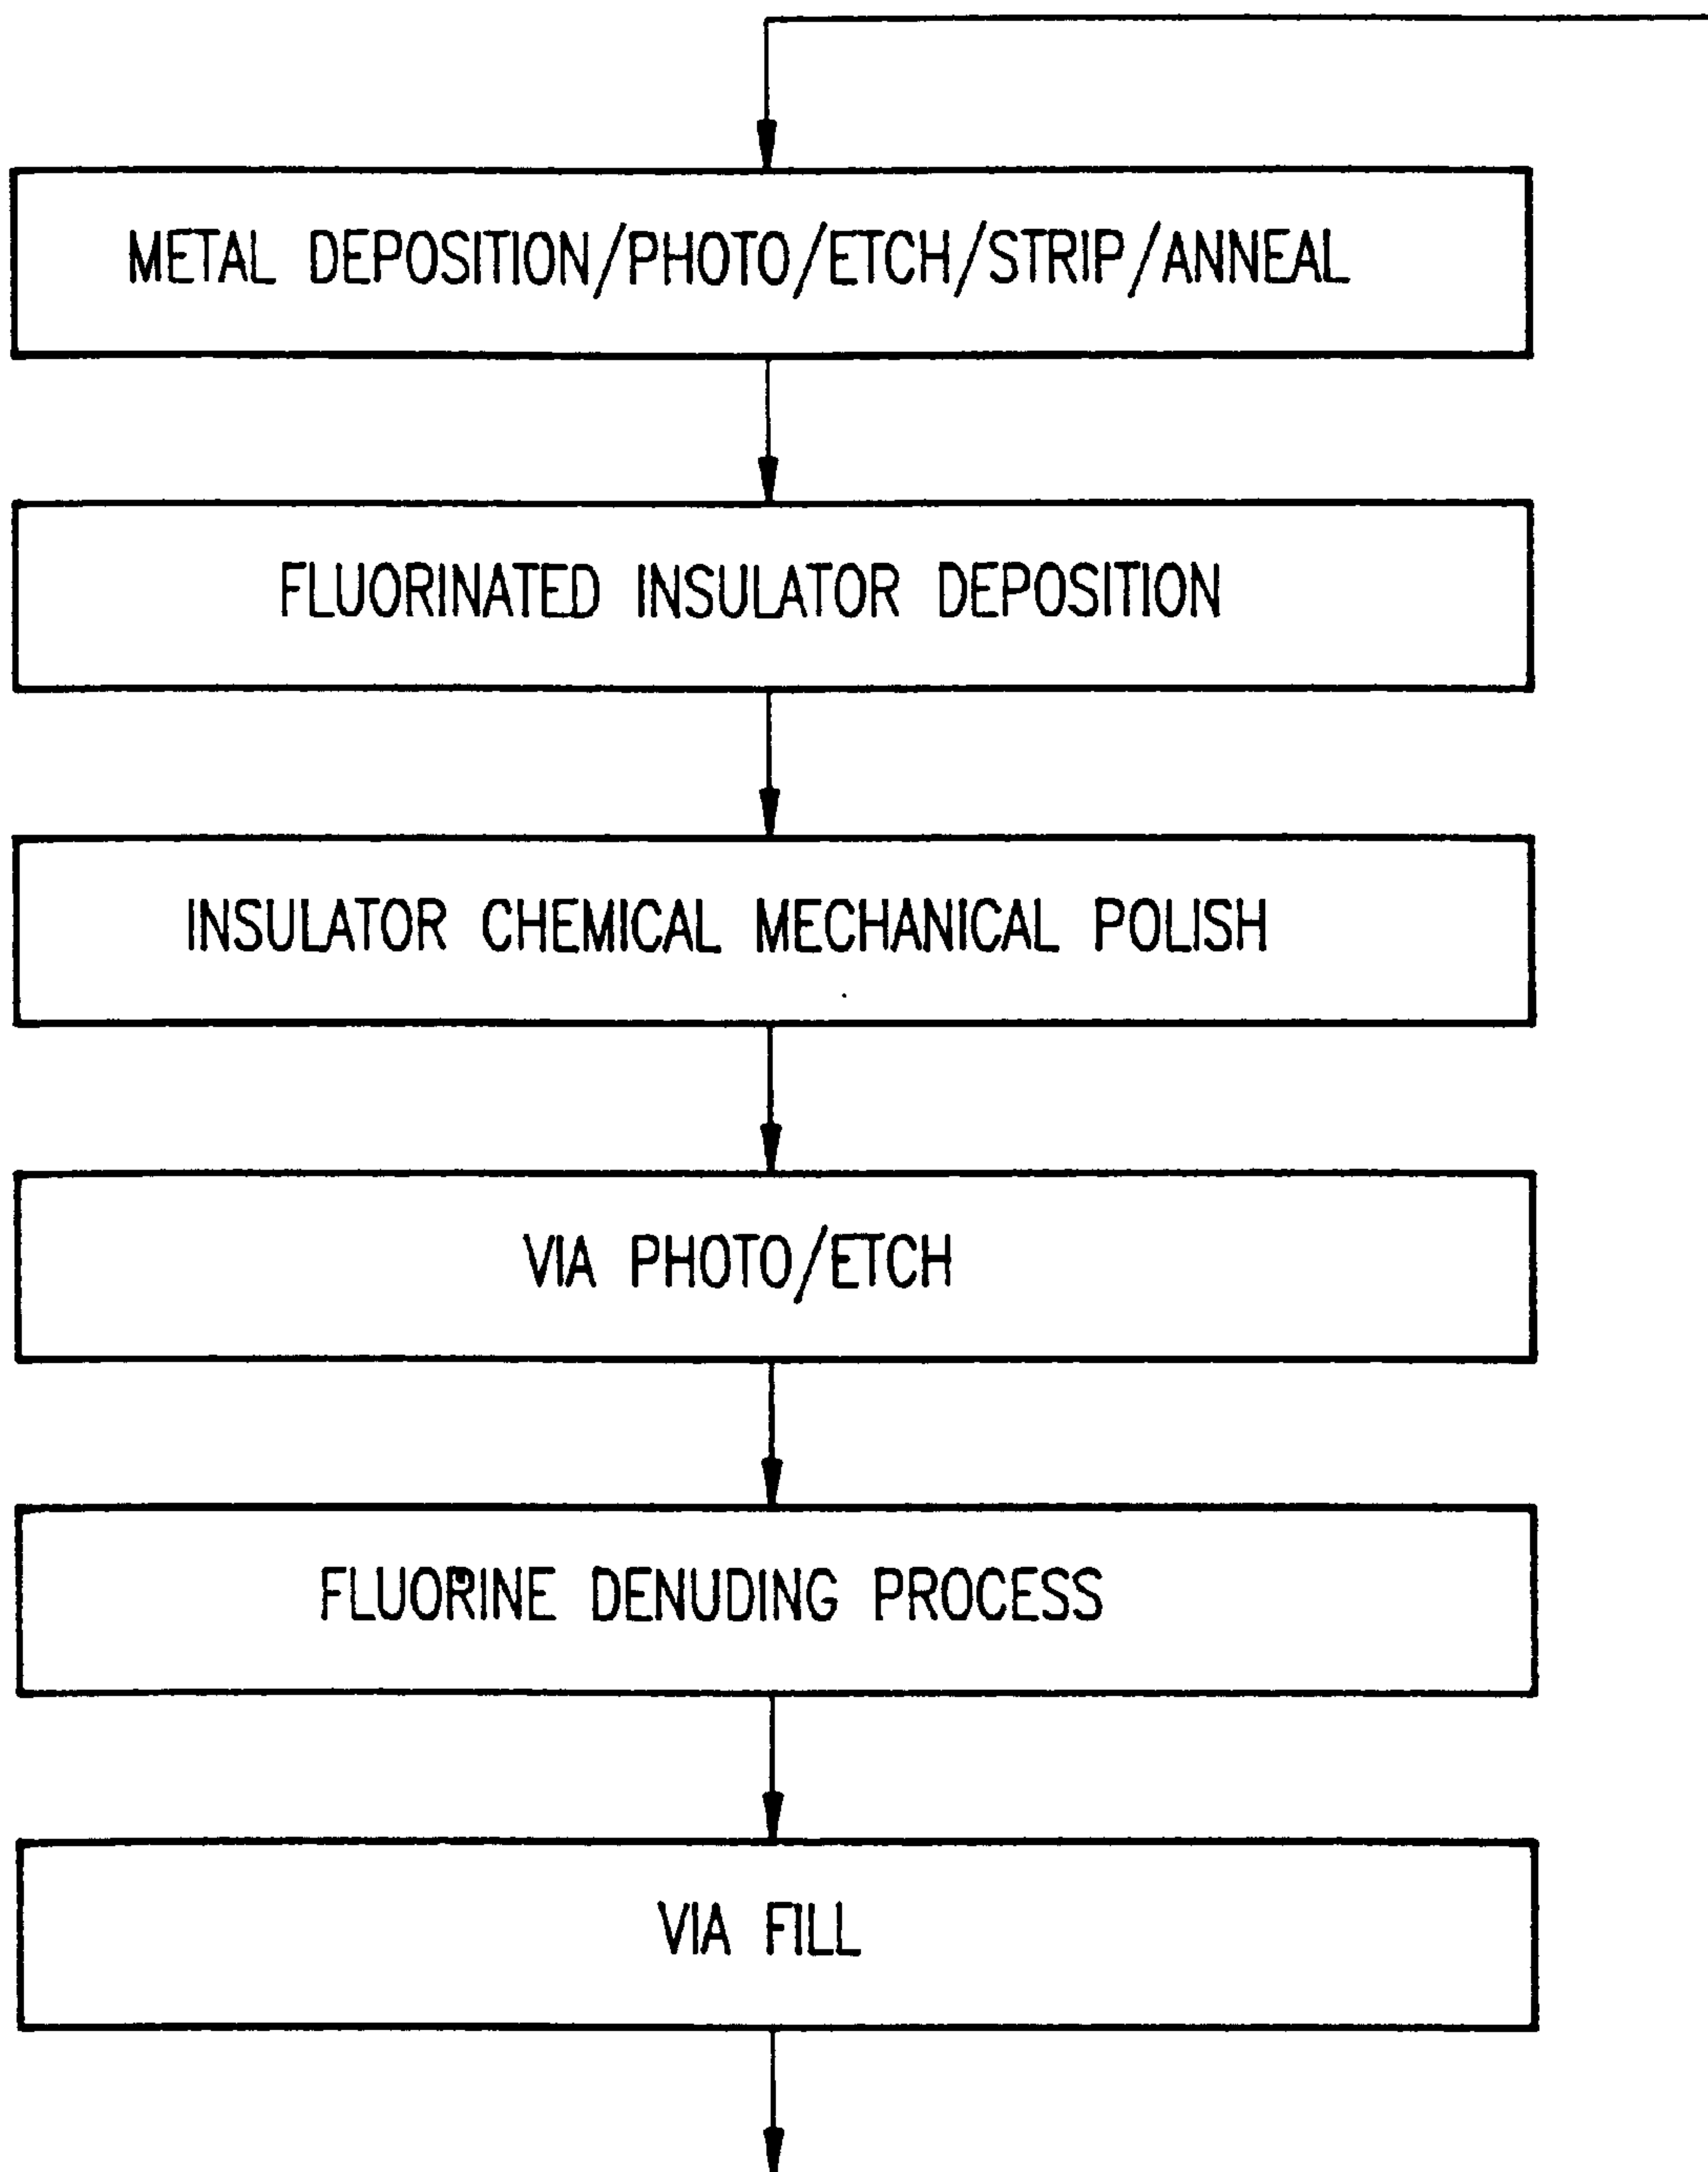 METAL DEPOSITION/PHOTO/ETCH/STRIP/ANNEAL
FLUORINATED INSULATOR DEPOSITION
INSULATOR CHEMICAL MECHANICAL POLISH
VIA PHOTO/ETCH
FLUORINE DENUDING PROCESS
VIA FILL